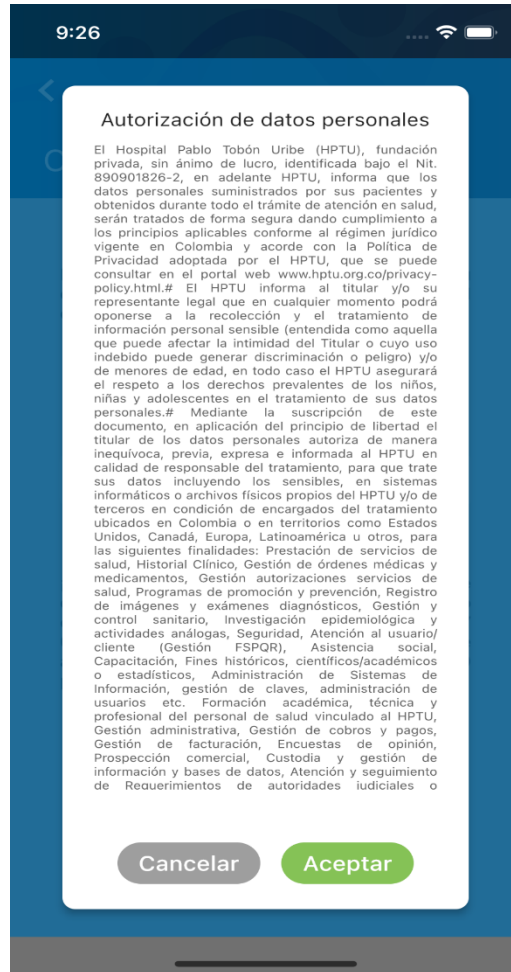 9:26
Autorización de datos personales
El Hospital Pablo Tobón Uribe (HPTU), fundación
privada, sin ánimo de lucro, identificada bajo el Nit.
890901826-2, en adelante HPTU, informa que los
datos personales suministrados por sus pacientes y
obtenidos durante todo el trámite de atención en salud,
serán tratados de forma segura dando cumplimiento a
los principios aplicables conforme al régimen jurídico
vigente en Colombia y acorde con la Política de
Privacidad adoptada por el HPTU, que se puede
consultar en el portal web www.hptu.org.co/privacy-
policy.html.# El HPTU informa al titular y/o su
representante legal que en cualquier momento podrá
oponerse a la recolección y el tratamiento de
información personal sensible (entendida como aquella
que puede afectar la intimidad del Titular o cuyo uso
indebido puede generar discriminación o peligro) y/o
de menores de edad, en todo caso el HPTU asegurará
el respeto a los derechos prevalentes de los niños,
niñas y adolescentes en el tratamiento de sus datos
personales.# Mediante la suscripción de este
documento, en aplicación del principio de libertad el
titular de los datos personales autoriza de manera
inequívoca, previa, expresa e informada al HPTU en
calidad de responsable del tratamiento, para que trate
sus datos incluyendo los sensibles, en sistemas
informáticos o archivos físicos propios del HPTU y/o de
terceros en condición de encargados del tratamiento
ubicados en Colombia o en territorios como Estados
Unidos, Canadá, Europa, Latinoamérica u otros, para
las siguientes finalidades: Prestación de servicios de
salud, Historial Clínico, Gestión de órdenes médicas y
medicamentos, Gestión autorizaciones servicios de
salud, Programas de promoción y prevención, Registro
de imágenes y exámenes diagnósticos, Gestión y
control sanitario, Investigación epidemiológica y
actividades análogas, Seguridad, Atención al usuario/
cliente (Gestión FSPQR), Asistencia social,
Capacitación, Fines históricos, científicos/académicos
o estadísticos, Administración de Sistemas de
Información, gestión de claves, administración de
usuarios etc. Formación académica, técnica y
profesional del personal de salud vinculado al HPTU,
Gestión administrativa, Gestión de cobros y pagos,
Gestión de facturación, Encuestas de opinión,
Prospección comercial, Custodia y gestión de
información y bases de datos, Atención y seguimiento
de Requerimientos de autoridades judiciales o
Cancelar Aceptar